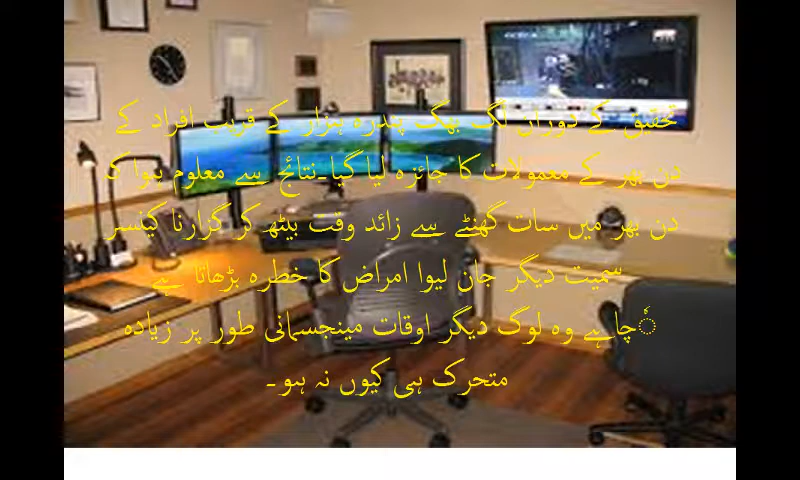 تحقیق کے دوران لگ بھگ پندرہ ہنزار کے قریب افراد کے
دن بھر کے معمولات کا جائزہ لیا گیا۔نتائج سے معلوم ہوا کہ
دن بھر میں سات گھنٹے سے زائد وقت بیٹھ کر گزارنا کینسر
سمیت دیگر جان لیوا امراض کا خطرہ بڑھاتا ہے
ٗچاہے وہ لوگ دیگر اوقات مینجسمانی طور پر زیادہ
متحرک ہی کیوں نہ ہو۔